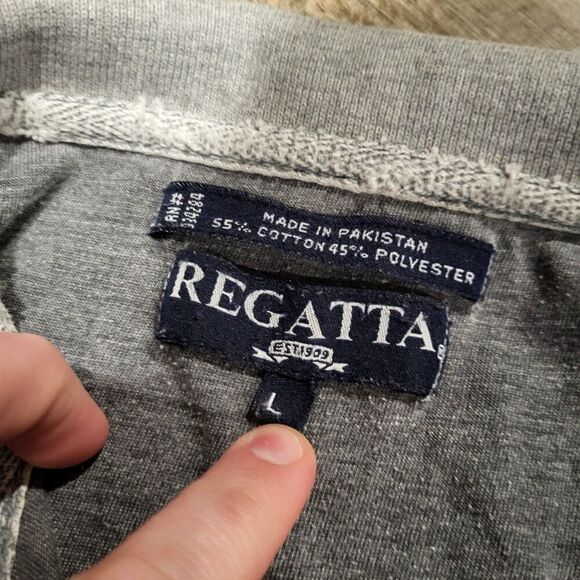 RN #
MADE IN PAKISTAN
55% COTTON 45% POLYESTER
REGATTA
EST.1909
L